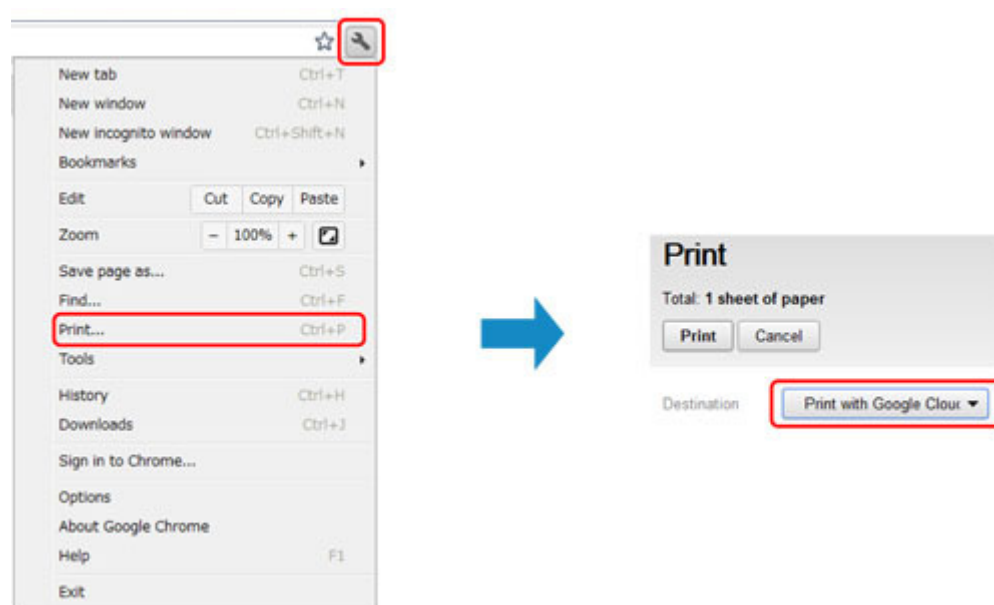 New tab Ctrl+T
New window Ctrl+N
New incognito window Ctrl+Shift+N
Bookmarks
Edit Cut Copy Paste
Zoom - 100% +
Save page as... Ctrl+S
Find... Ctrl+F
Print... Ctrl+P
Tools
History Ctrl+H
Downloads Ctrl+J
Sign in to Chrome...
Options
About Google Chrome
Help F1
Exit
Print
Total: 1 sheet of paper
Print Cancel
Destination Print with Google Clou